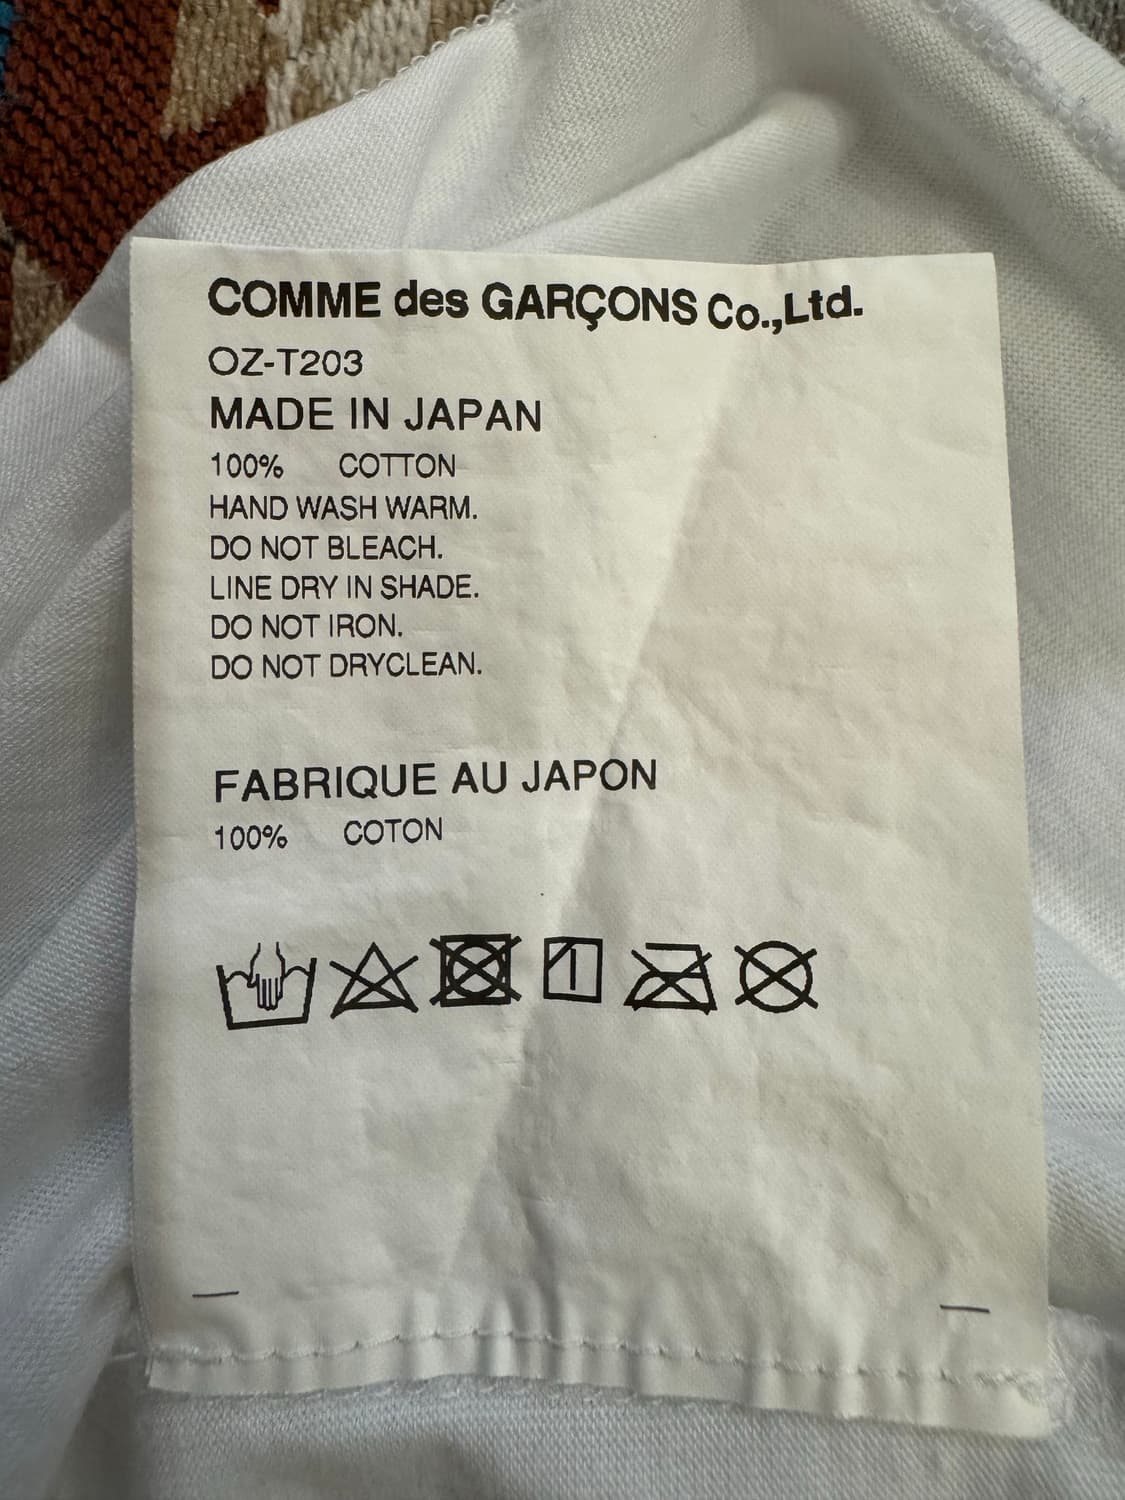 COMME des GARÇONS Co.,Ltd.
OZ-T203
MADE IN JAPAN
100% COTTON
HAND WASH WARM.
DO NOT BLEACH.
LINE DRY IN SHADE.
DO NOT IRON.
DO NOT DRYCLEAN.
FABRIQUE AU JAPON
100% COTON